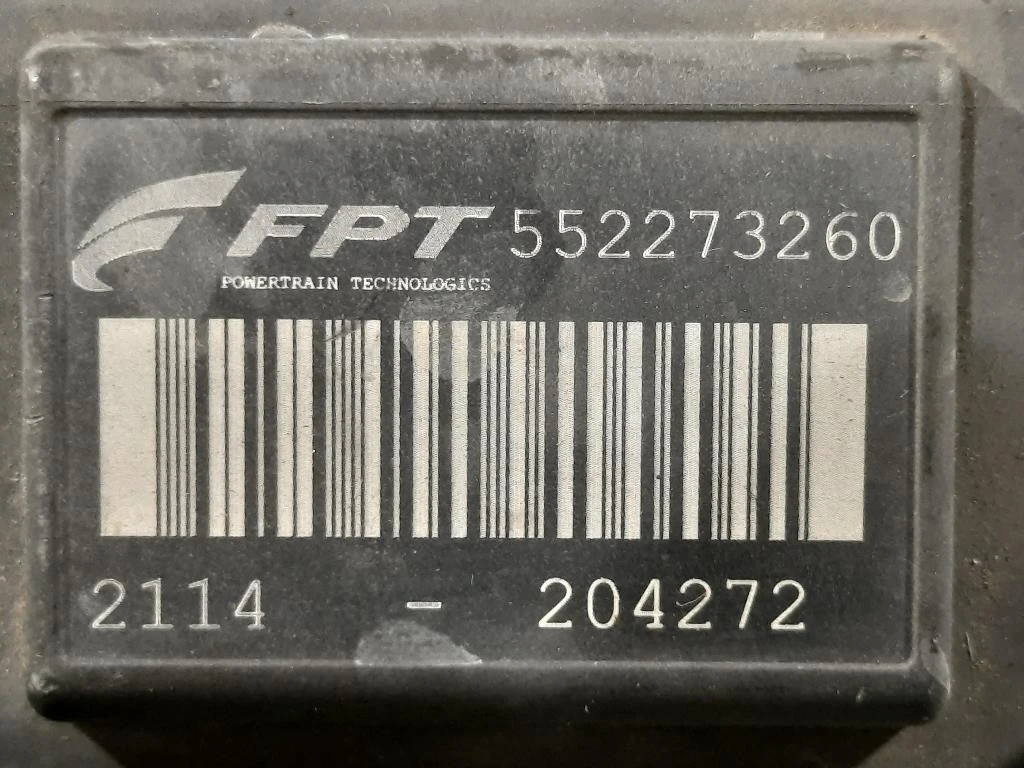 FPT 552273260
POWERTRAIN TECHNOLOGICS
2114 - 204272